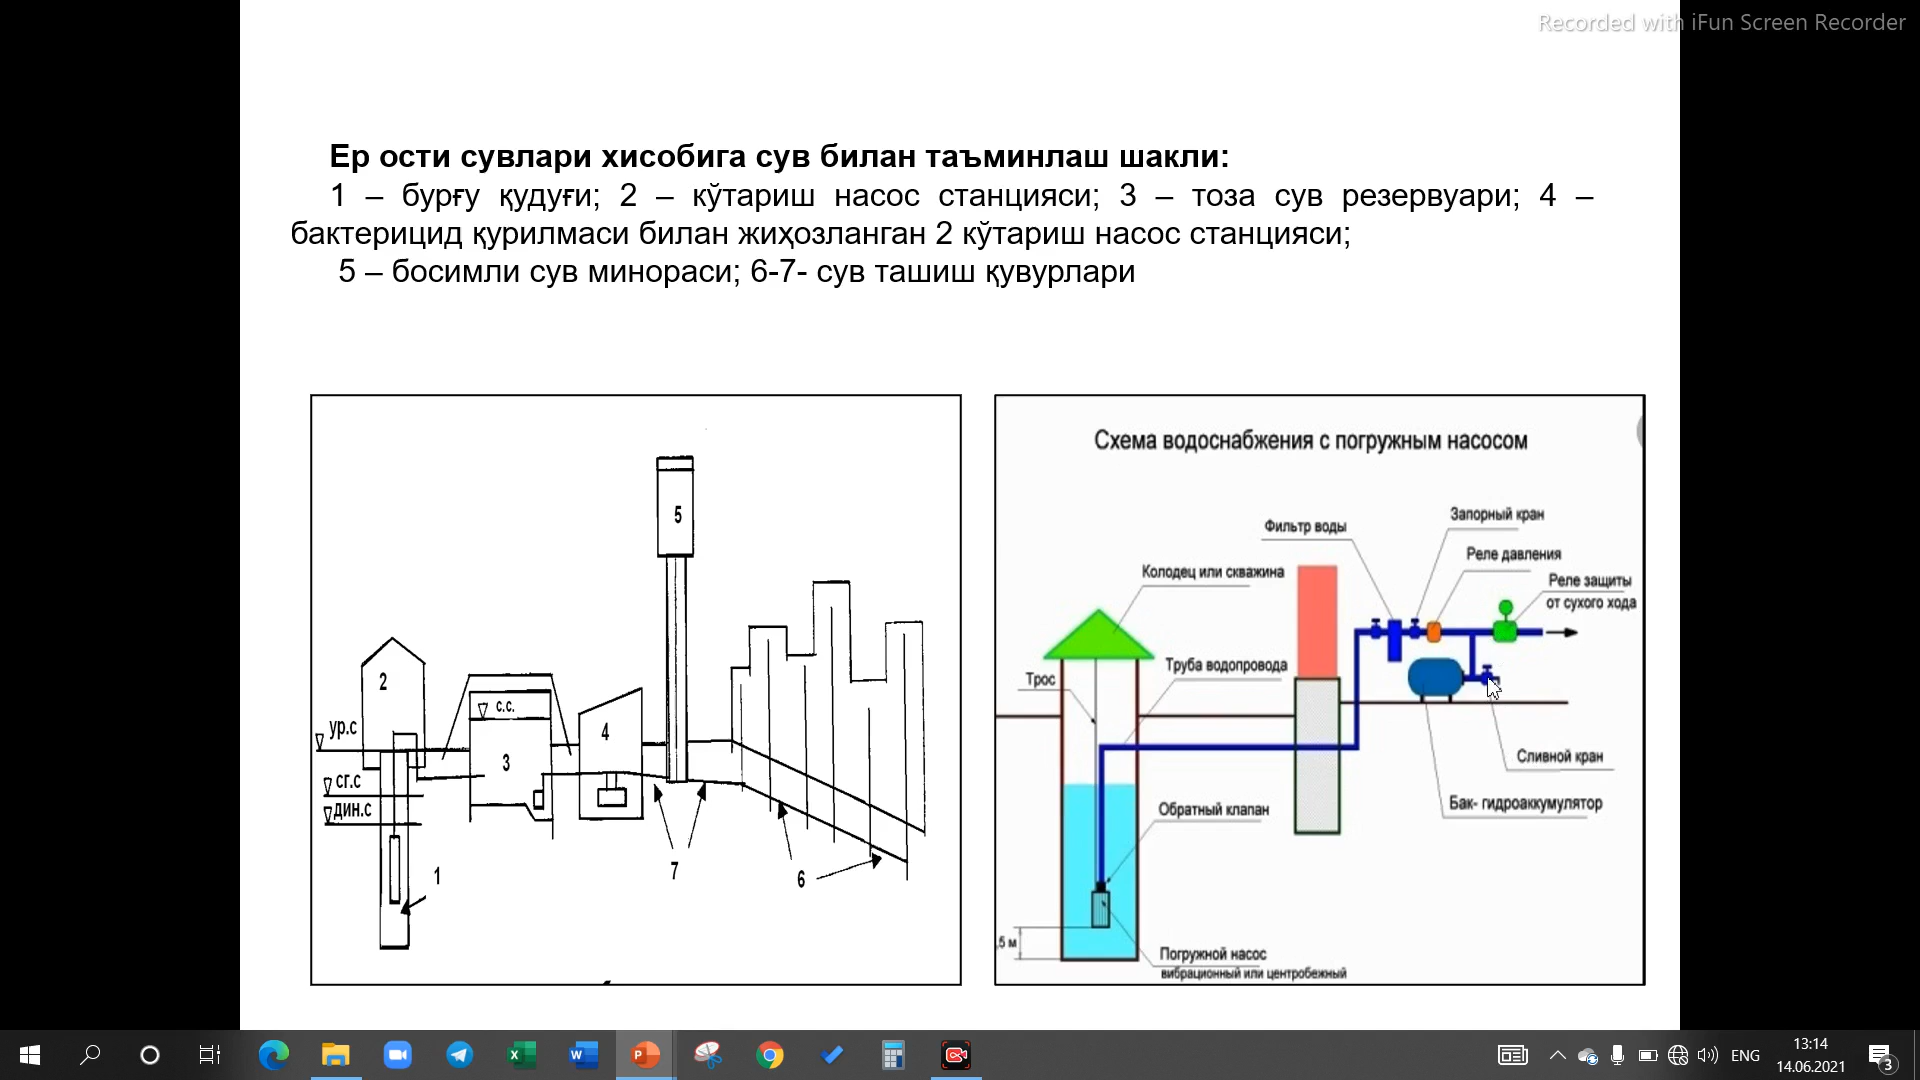 Recorded with iFun Screen Recorder
Ер ости сувлари хисобига сув билан таъминлаш шакли:
1 – бурғу қудуғи; 2 – кўтариш насос станцияси; 3 – тоза сув резервуари; 4 –
бактерицид қурилмаси билан жиҳозланган 2 кўтариш насос станцияси;
5 – босимли сув минораси; 6-7- сув ташиш қувурлари
5
2
ур.с
с.с.
4
3
сг.с
дин.с
1
7
6
Схема водоснабжения с погружным насосом
Запорный кран
Фильтр воды
Реле давления
Колодец или скважина
Реле защиты
от сухого хода
Труба водопровода
Трос
Сливной кран
Бак- гидроаккумулятор
Обратный клапан
,5 м
Погружной насос
вибрационный или центробежный
ENG
13:14
14.06.2021
3